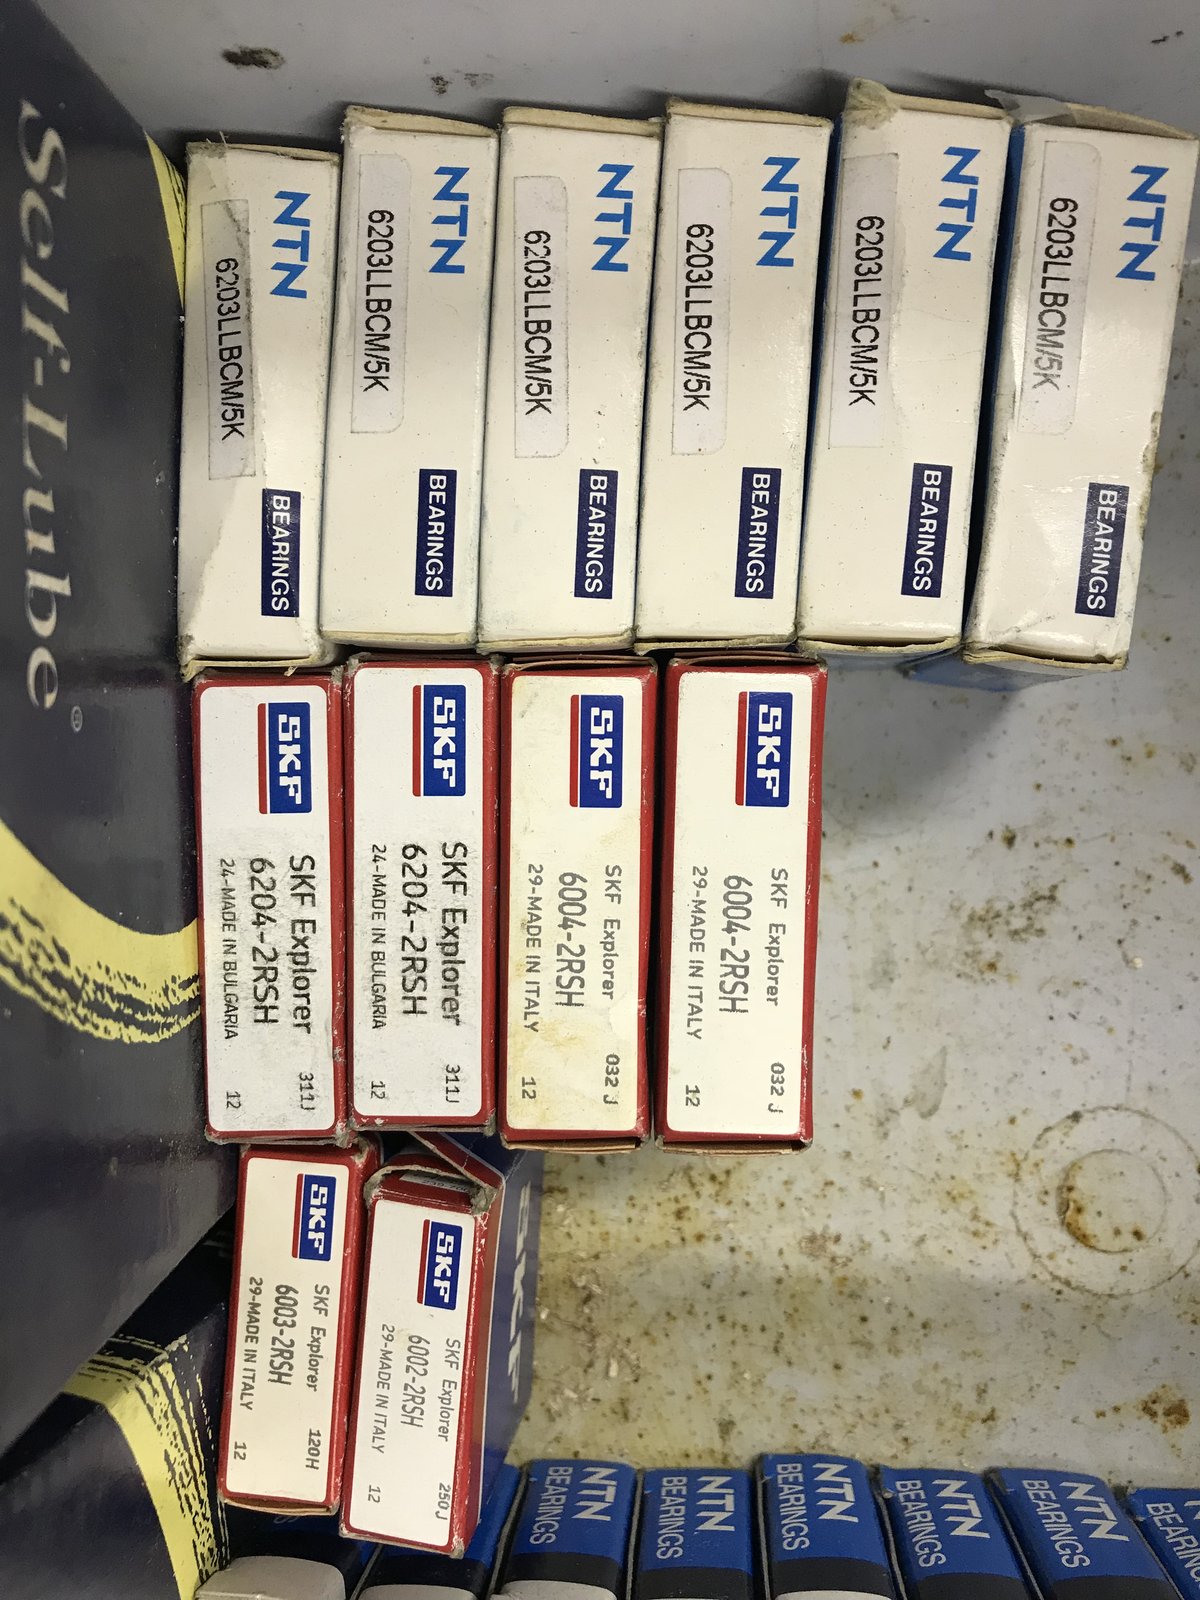 Self-Lube®
NTN
6203LLBCM/5K
BEARINGS
NTN
6203LLBCM/5K
BEARINGS
NTN
6203LLBCM/5K
BEARINGS
NTN
6203LLBCM/5K
BEARINGS
NTN
6203LLBCM/5K
BEARINGS
NTN
6203LLBCM/5K
BEARINGS
SKF
SKF Explorer 311J
6204-2RSH
24-MADE IN BULGARIA 12
SKF
SKF Explorer 311J
6204-2RSH
24-MADE IN BULGARIA 12
SKF
SKF Explorer 032 J
6004-2RSH
29-MADE IN ITALY 12
SKF
SKF Explorer 032 J
6004-2RSH
29-MADE IN ITALY 12
SKF
SKF Explorer 120H
6003-2RSH
29-MADE IN ITALY 12
SKF
SKF Explorer 250J
6002-2RSH
29-MADE IN ITALY 12
SKF
NTN
BEARINGS
NTN
BEARINGS
NTN
BEARINGS
NTN
BEARINGS
NTN
BEARINGS
BEARING